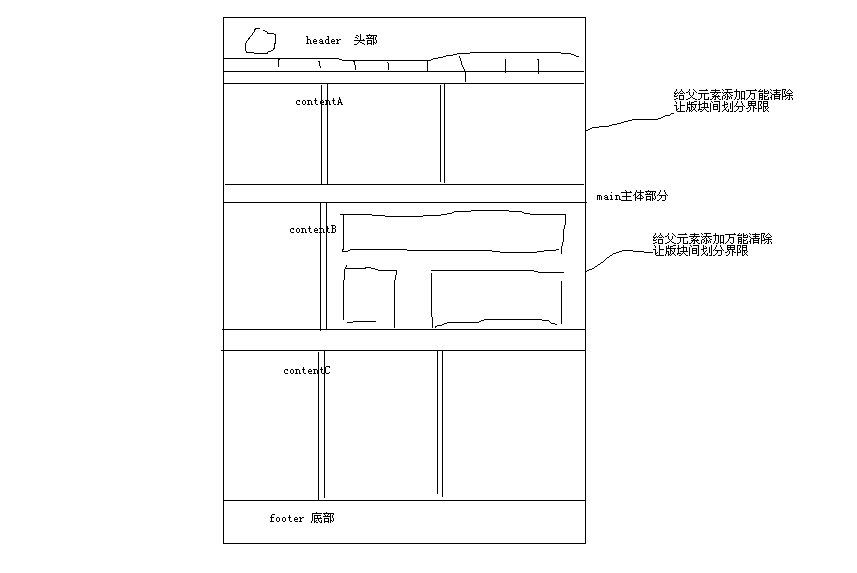 header 头部
contentA
给父元素添加万能清除
让版块间划分界限
main主体部分
contentB
给父元素添加万能清除
让版块间划分界限
contentC
footer 底部